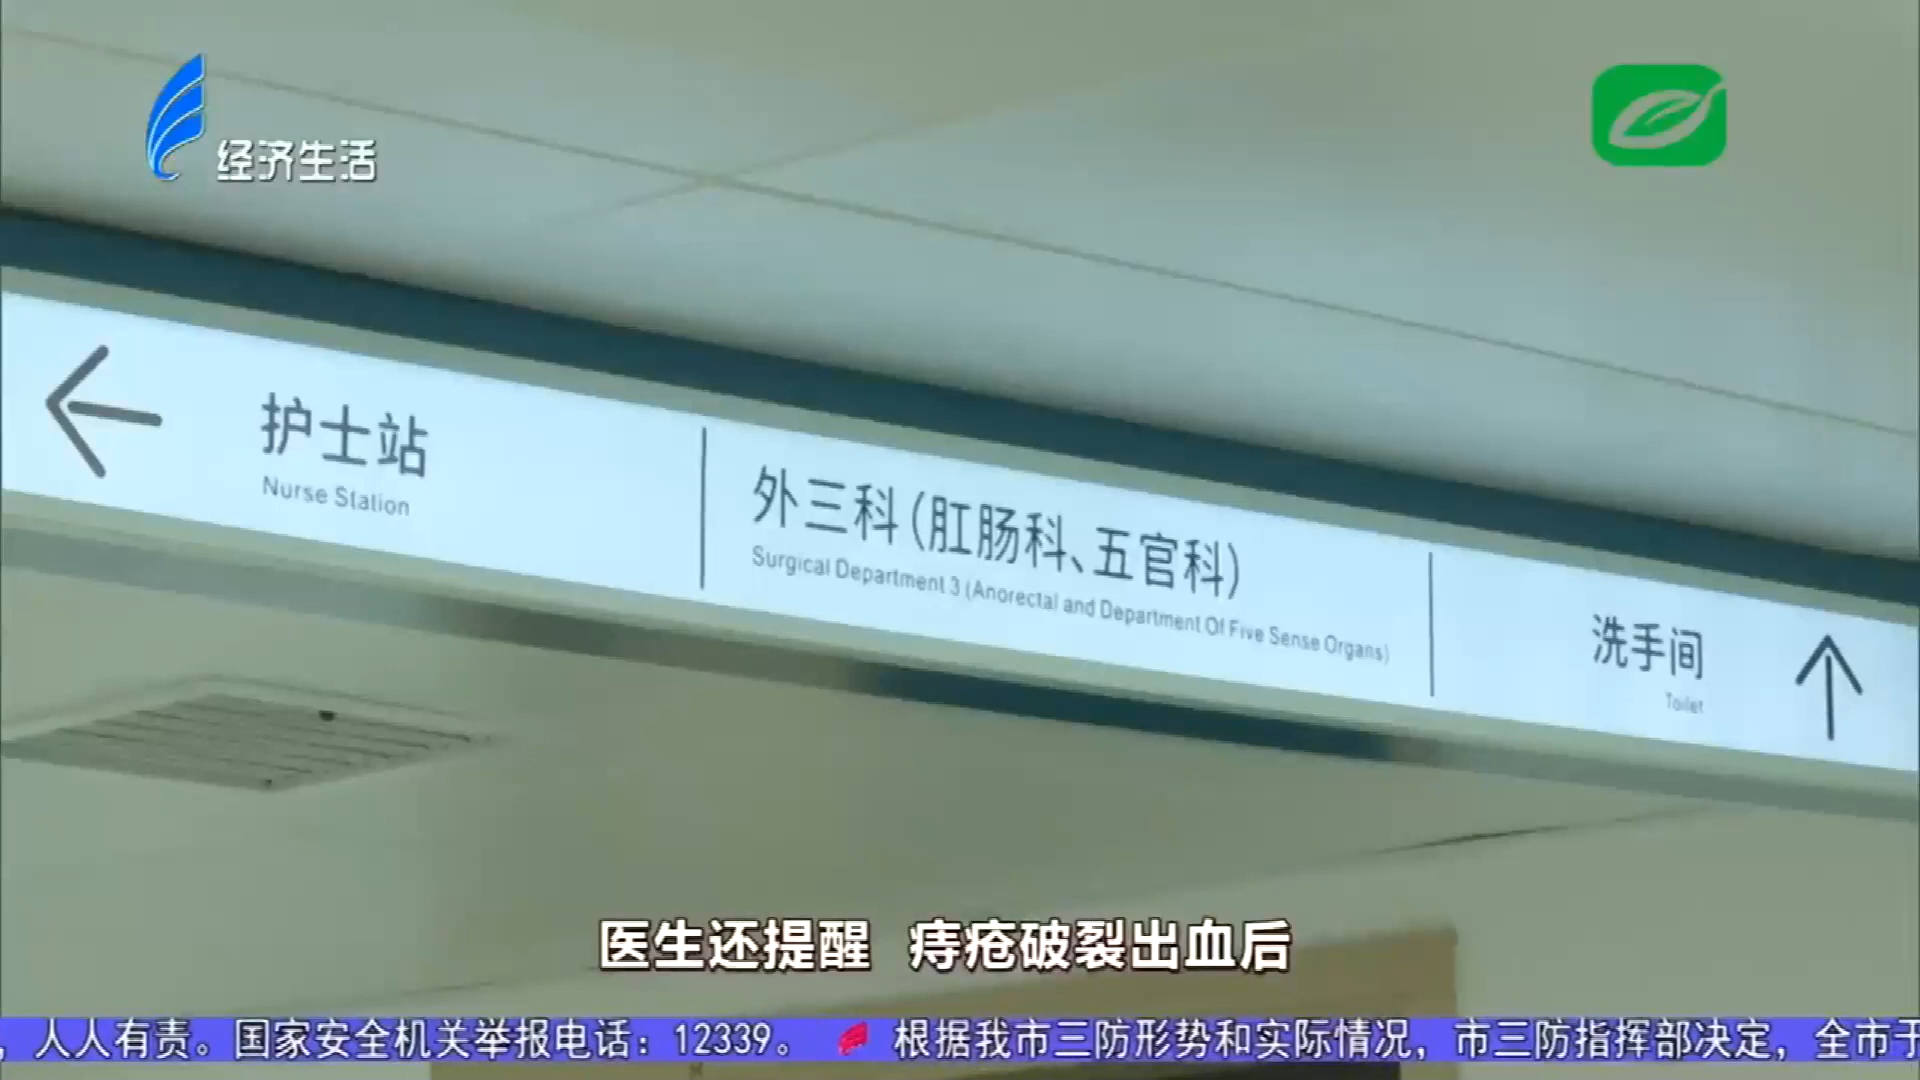 经济生活
护士站
Nurse Station
外三科(肛肠科、五官科)
Surgical Department 3 (Anorectal and Department Of Five Sense Organs)
洗手间
Toilet
医生还提醒 痔疮破裂出血后
，人人有责。国家安全机关举报电话：12339。 根据我市三防形势和实际情况，市三防指挥部决定，全市于